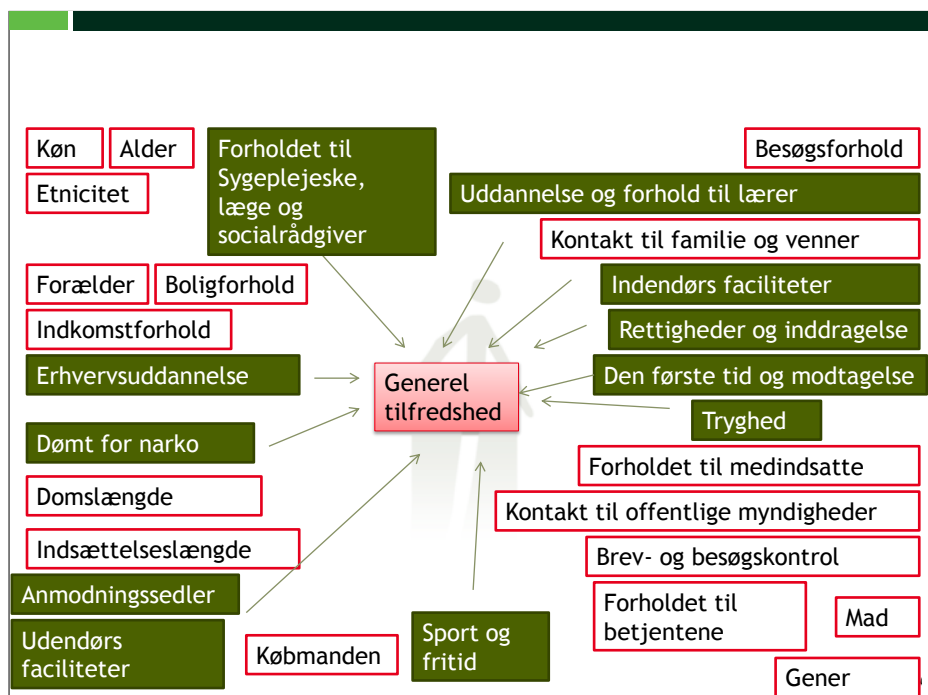 Køn
Alder
Etnicitet
Forholdet til
Sygeplejeske,
læge og
socialrådgiver
Besøgsforhold
Uddannelse og forhold til lærer
Kontakt til familie og venner
Forælder
Boligforhold
Indkomstforhold
Indendørs faciliteter
Rettigheder og inddragelse
Erhvervsuddannelse
Generel
tilfredshed
Den første tid og modtagelse
Tryghed
Dømt for narko
Forholdet til medindsatte
Domslængde
Kontakt til offentlige myndigheder
Indsættelseslængde
Brev- og besøgskontrol
Anmodningssedler
Forholdet til
betjentene
Mad
Udendørs
faciliteter
Købmanden
Sport og
fritid
Gener